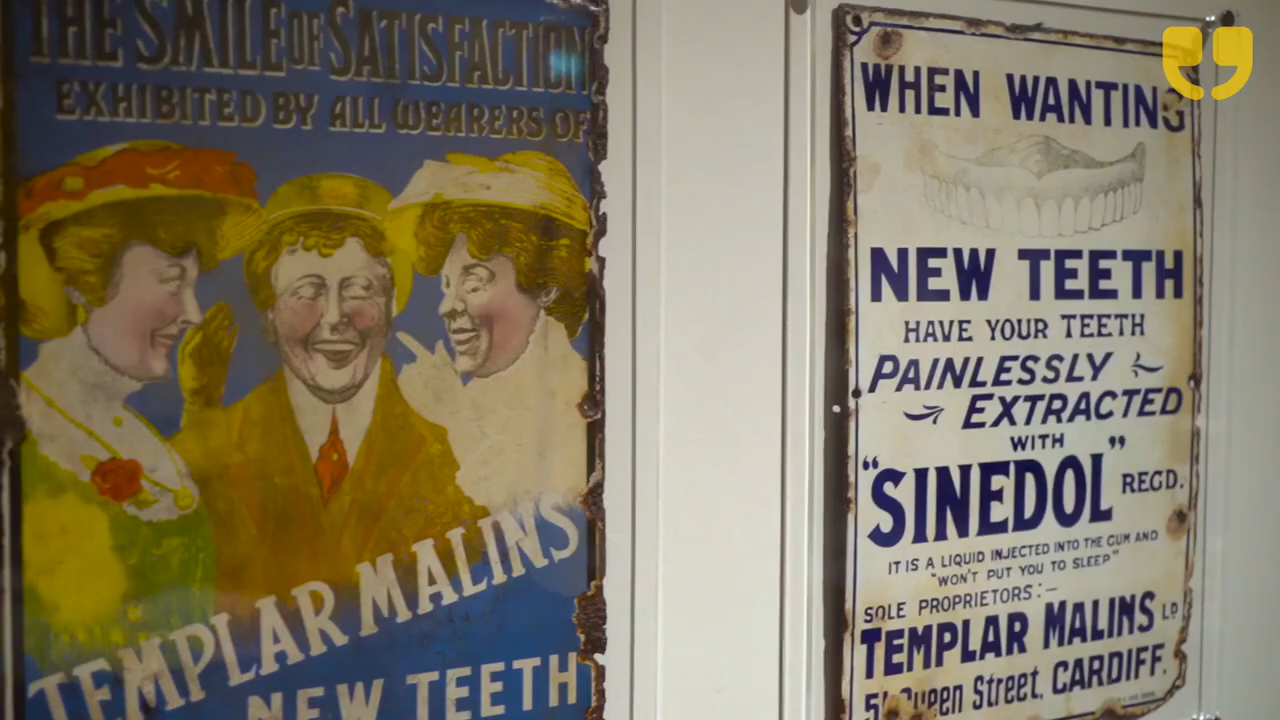 THE SMILE OF SATISFACTION
EXHIBITED BY ALL WEARERS OF
TEMPLAR MALINS
NEW TEETH
WHEN WANTING
NEW TEETH
HAVE YOUR TEETH
PAINLESSLY
EXTRACTED
WITH
"SINEDOL" REGD.
IT IS A LIQUID INJECTED INTO THE GUM AND
"WON'T PUT YOU TO SLEEP"
SOLE PROPRIETORS:-
TEMPLAR MALINS LD
Queen Street, CARDIFF.